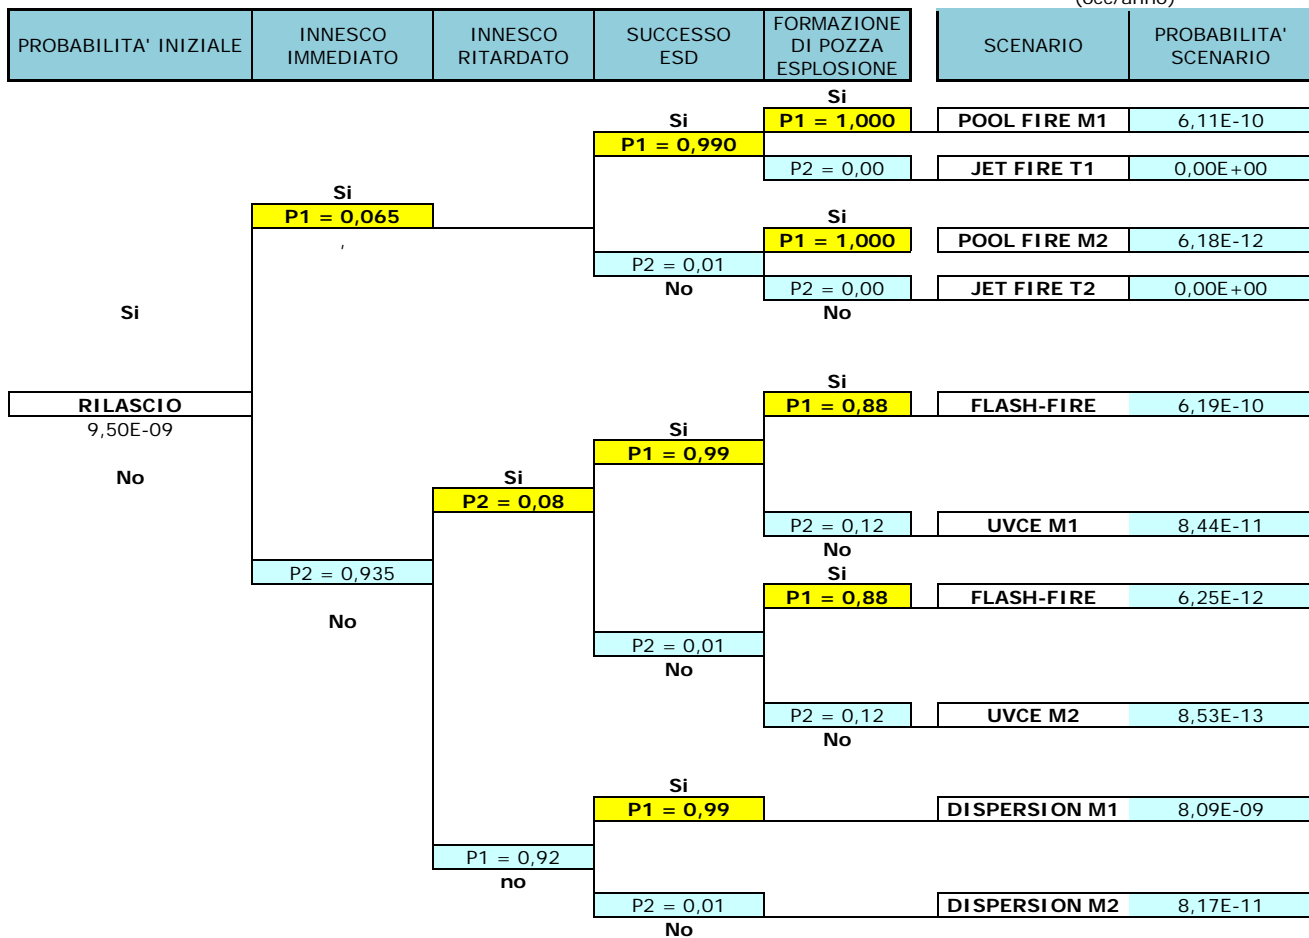 (occ/anno)
PROBABILITA' INIZIALE
INNESCO
IMMEDIATO
INNESCO
RITARDATO
SUCCESSO
ESD
FORMAZIONE
DI POZZA
ESPLOSIONE
SCENARIO
PROBABILITA'
SCENARIO
Si
Si
P1 = 1,000
POOL FIRE M1
6,11E-10
P1 = 0,990
P2 = 0,00
JET FIRE T1
0,00E+00
Si
P1 = 0,065
Si
,
P1 = 1,000
POOL FIRE M2
6,18E-12
P2 = 0,01
No
P2 = 0,00
JET FIRE T2
0,00E+00
Si
No
Si
RILASCIO
P1 = 0,88
FLASH-FIRE
6,19E-10
9,50E-09
Si
P1 = 0,99
No
Si
P2 = 0,08
P2 = 0,12
UVCE M1
8,44E-11
No
P2 = 0,935
Si
P1 = 0,88
FLASH-FIRE
6,25E-12
No
P2 = 0,01
No
P2 = 0,12
UVCE M2
8,53E-13
No
Si
P1 = 0,99
DISPERSION M1
8,09E-09
P1 = 0,92
no
P2 = 0,01
DISPERSION M2
8,17E-11
No